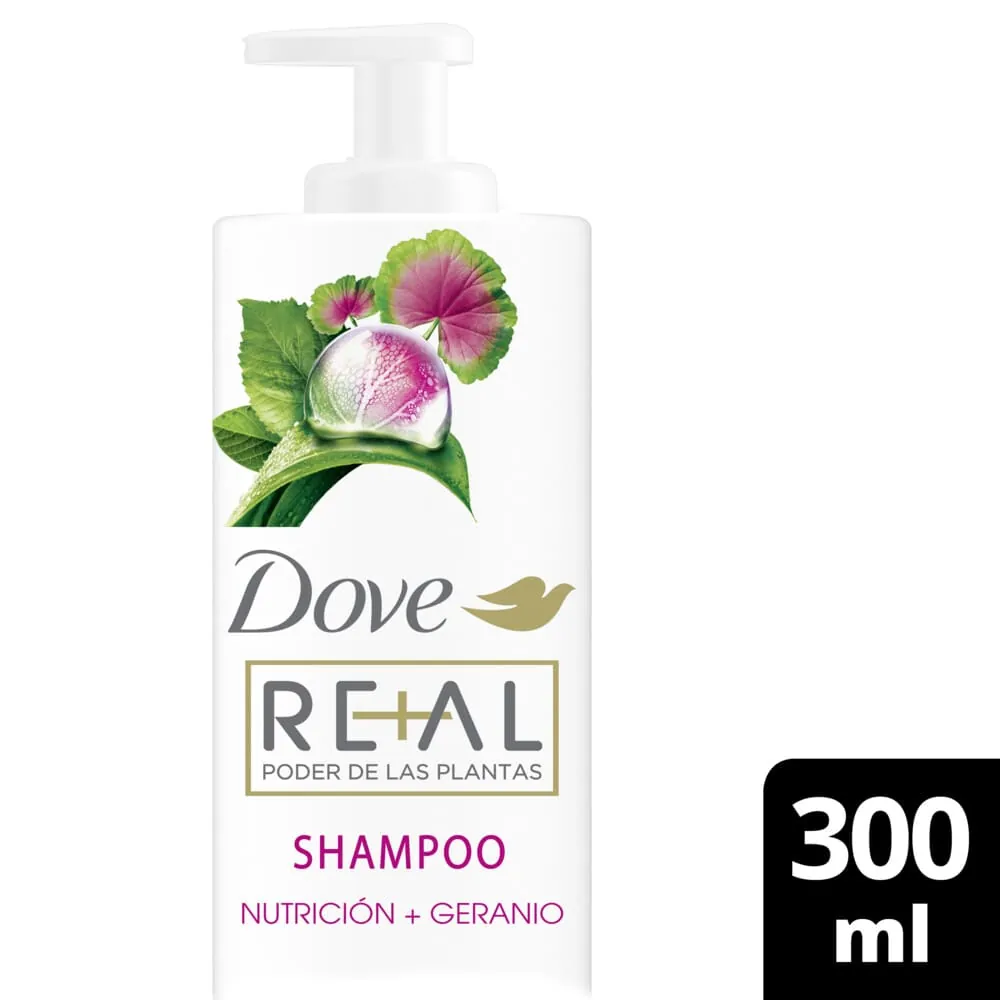 Dove
RE+AL
PODER DE LAS PLANTAS
SHAMPOO
NUTRICIÓN + GERANIO
300
ml